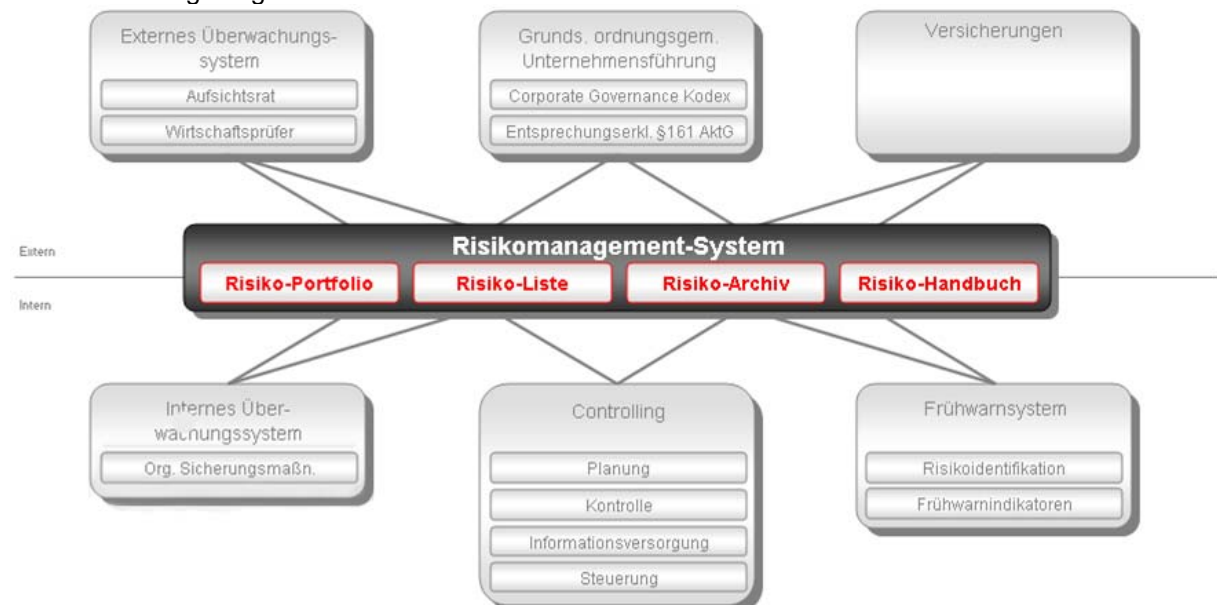 Externes Überwachungs-
system
Aufsichtsrat
Wirtschaftsprüfer
Grunds. ordnungsgem.
Unternehmensführung
Corporate Governance Kodex
Entsprechungserkl. §161 AktG
Versicherungen
Extern
Risikomanagement-System
Risiko-Portfolio
Risiko-Liste
Risiko-Archiv
Risiko-Handbuch
Intern
Internes Über-
wachungssystem
Org. Sicherungsmaßn.
Controlling
Planung
Kontrolle
Informationsversorgung
Steuerung
Frühwarnsystem
Risikoidentifikation
Frühwarnindikatoren